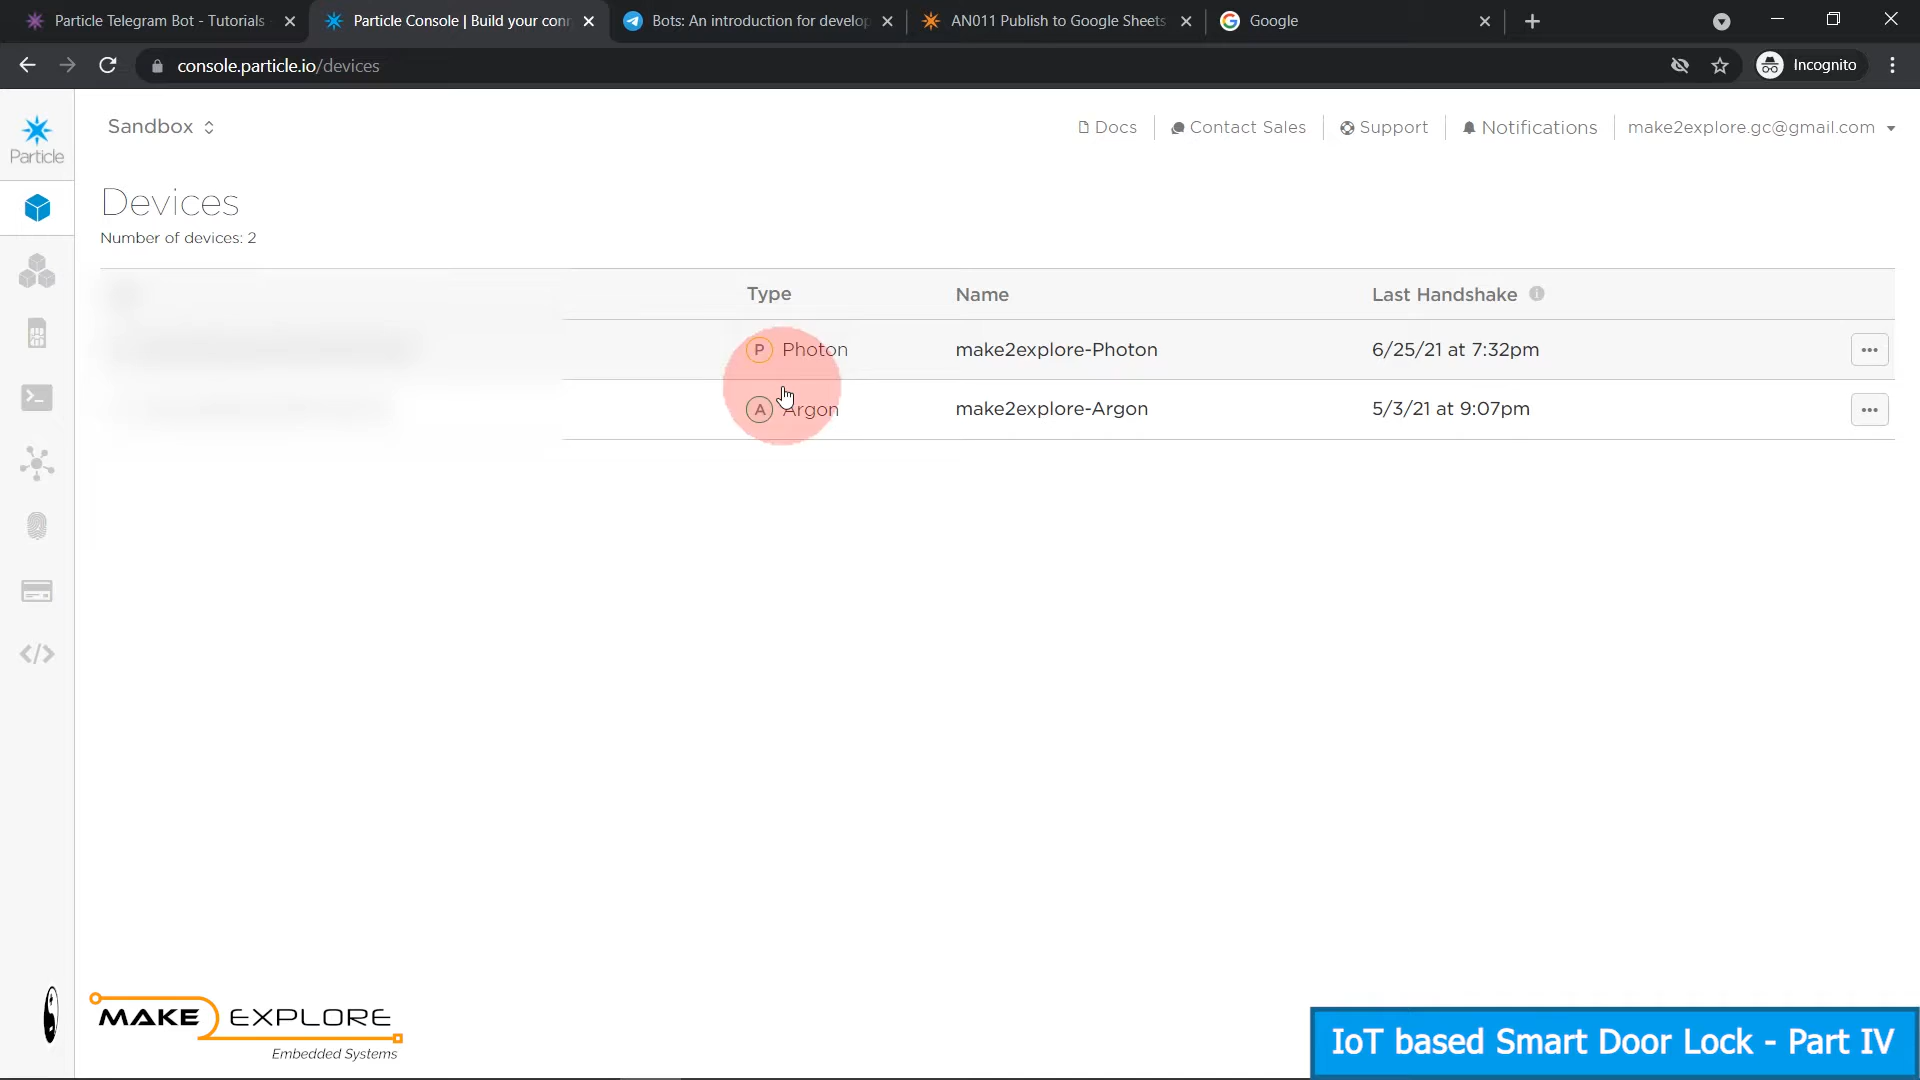 Particle Telegram Bot - Tutorials
Particle Console | Build your conn
Bots: An introduction for develop
AN011 Publish to Google Sheets
Google
console.particle.io/devices
Incognito
Particle
Sandbox
Docs
Contact Sales
Support
Notifications
make2explore.gc@gmail.com
Devices
Number of devices: 2
Type Name Last Handshake
P Photon make2explore-Photon 6/25/21 at 7:32pm
A Argon make2explore-Argon 5/3/21 at 9:07pm
MAKE EXPLORE
Embedded Systems
IoT based Smart Door Lock - Part IV